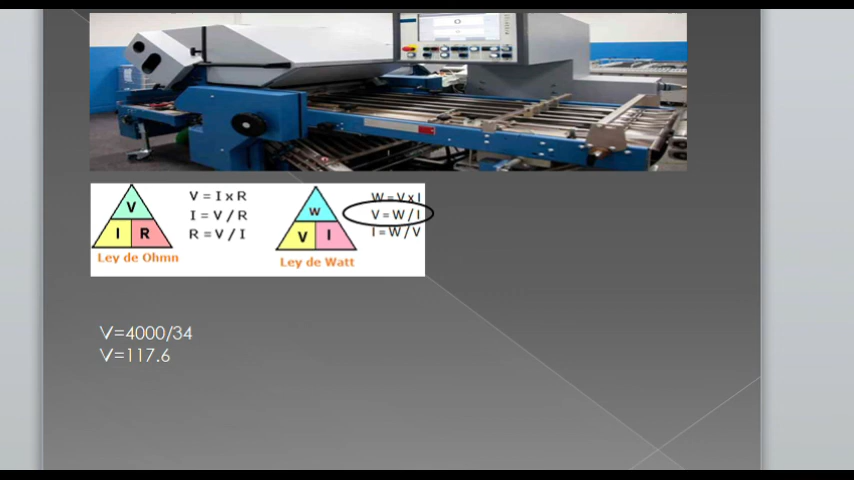 V
I R
Ley de Ohmn
V = I x R
I = V / R
R = V / I
W
V I
Ley de Watt
W = V x I
V = W / I
I = W / V
V=4000/34
V=117.6